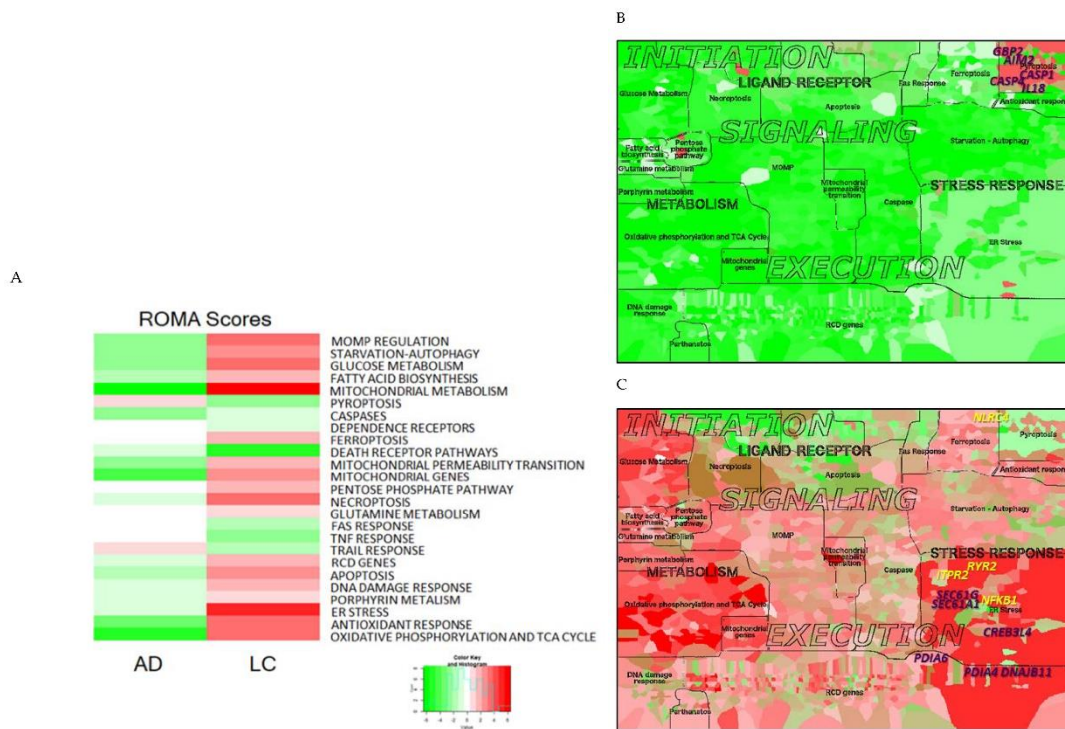 A
ROMA Scores
MOMP REGULATION
STARVATION-AUTOPHAGY
GLUCOSE METABOLISM
FATTY ACID BIOSYNTHESIS
MITOCHONDRIAL METABOLISM
PYROPTOSIS
CASPASES
DEPENDENCE RECEPTORS
FERROPTOSIS
DEATH RECEPTOR PATHWAYS
MITOCHONDRIAL PERMEABILITY TRANSITION
MITOCHONDRIAL GENES
PENTOSE PHOSPHATE PATHWAY
NECROPTOSIS
GLUTAMINE METABOLISM
FAS RESPONSE
TNF RESPONSE
TRAIL RESPONSE
RCD GENES
APOPTOSIS
DNA DAMAGE RESPONSE
PORPHYRIN METALISM
ER STRESS
ANTIOXIDANT RESPONSE
OXIDATIVE PHOSPHORYLATION AND TCA CYCLE
AD LC
Color Key
and Histogram
Value
B
INITIATION
LIGAND RECEPTOR
GBP2
AIM2
Pyroptosis
CASP1
CASP4
IL18
Fas Response
Ferroptosis
Glucose Metabolism
Necroptosis
Apoptosis
Antioxidant respon
SIGNALING
Fatty acid
biosynthesis
Pentose
phosphate
pathway
Starvation - Autophagy
Glutamine metabolism
MOMP
Porphyrin metabolism
Mitochondrial
permeability
transition
STRESS RESPONSE
METABOLISM
Caspase
Oxidative phosphorylation and TCA Cycle
ER Stress
Mitochondrial
genes
EXECUTION
DNA damage
response
RCD genes
Parthanatos
C
INITIATION
LIGAND RECEPTOR
NLRC4
Fas Response
Ferroptosis
Pyroptosis
Glucose Metabolism
Necroptosis
Apoptosis
Antioxidant respon
SIGNALING
Fatty acid
biosynthesis
Pentose
phosphate
pathway
Starvation - Autophagy
Glutamine metabolism
MOMP
Porphyrin metabolism
Mitochondrial
permeability
transition
STRESS RESPONSE
METABOLISM
Caspase
RYR2
ITPR2
SEC61G
SEC61A1
NFKB1
Oxidative phosphorylation and TCA Cycle
ER Stress
Mitochondrial
genes
EXECUTION
CREB3L4
PDIA6
DNA damage
response
PDIA4 DNAJB11
RCD genes
Parthanatos